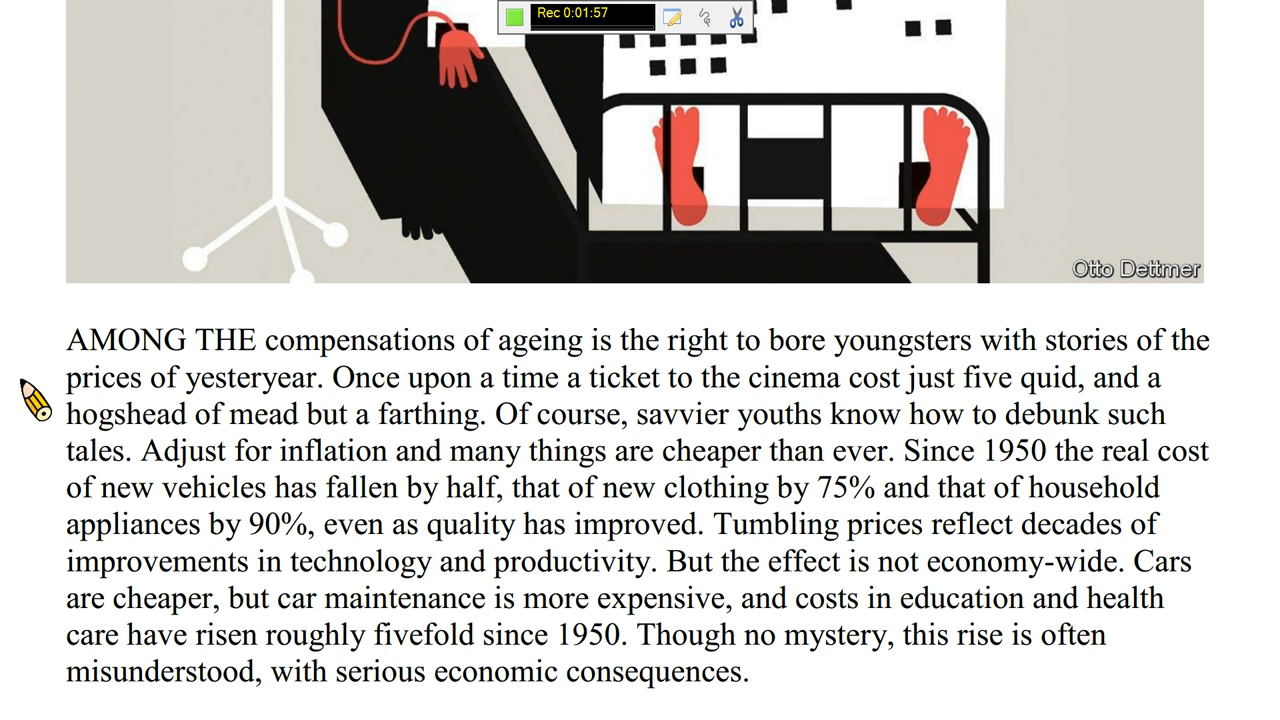 Rec 0:01:57
Otto Dettmer
AMONG THE compensations of ageing is the right to bore youngsters with stories of the
prices of yesteryear. Once upon a time a ticket to the cinema cost just five quid, and a
hogshead of mead but a farthing. Of course, savvier youths know how to debunk such
tales. Adjust for inflation and many things are cheaper than ever. Since 1950 the real cost
of new vehicles has fallen by half, that of new clothing by 75% and that of household
appliances by 90%, even as quality has improved. Tumbling prices reflect decades of
improvements in technology and productivity. But the effect is not economy-wide. Cars
are cheaper, but car maintenance is more expensive, and costs in education and health
care have risen roughly fivefold since 1950. Though no mystery, this rise is often
misunderstood, with serious economic consequences.